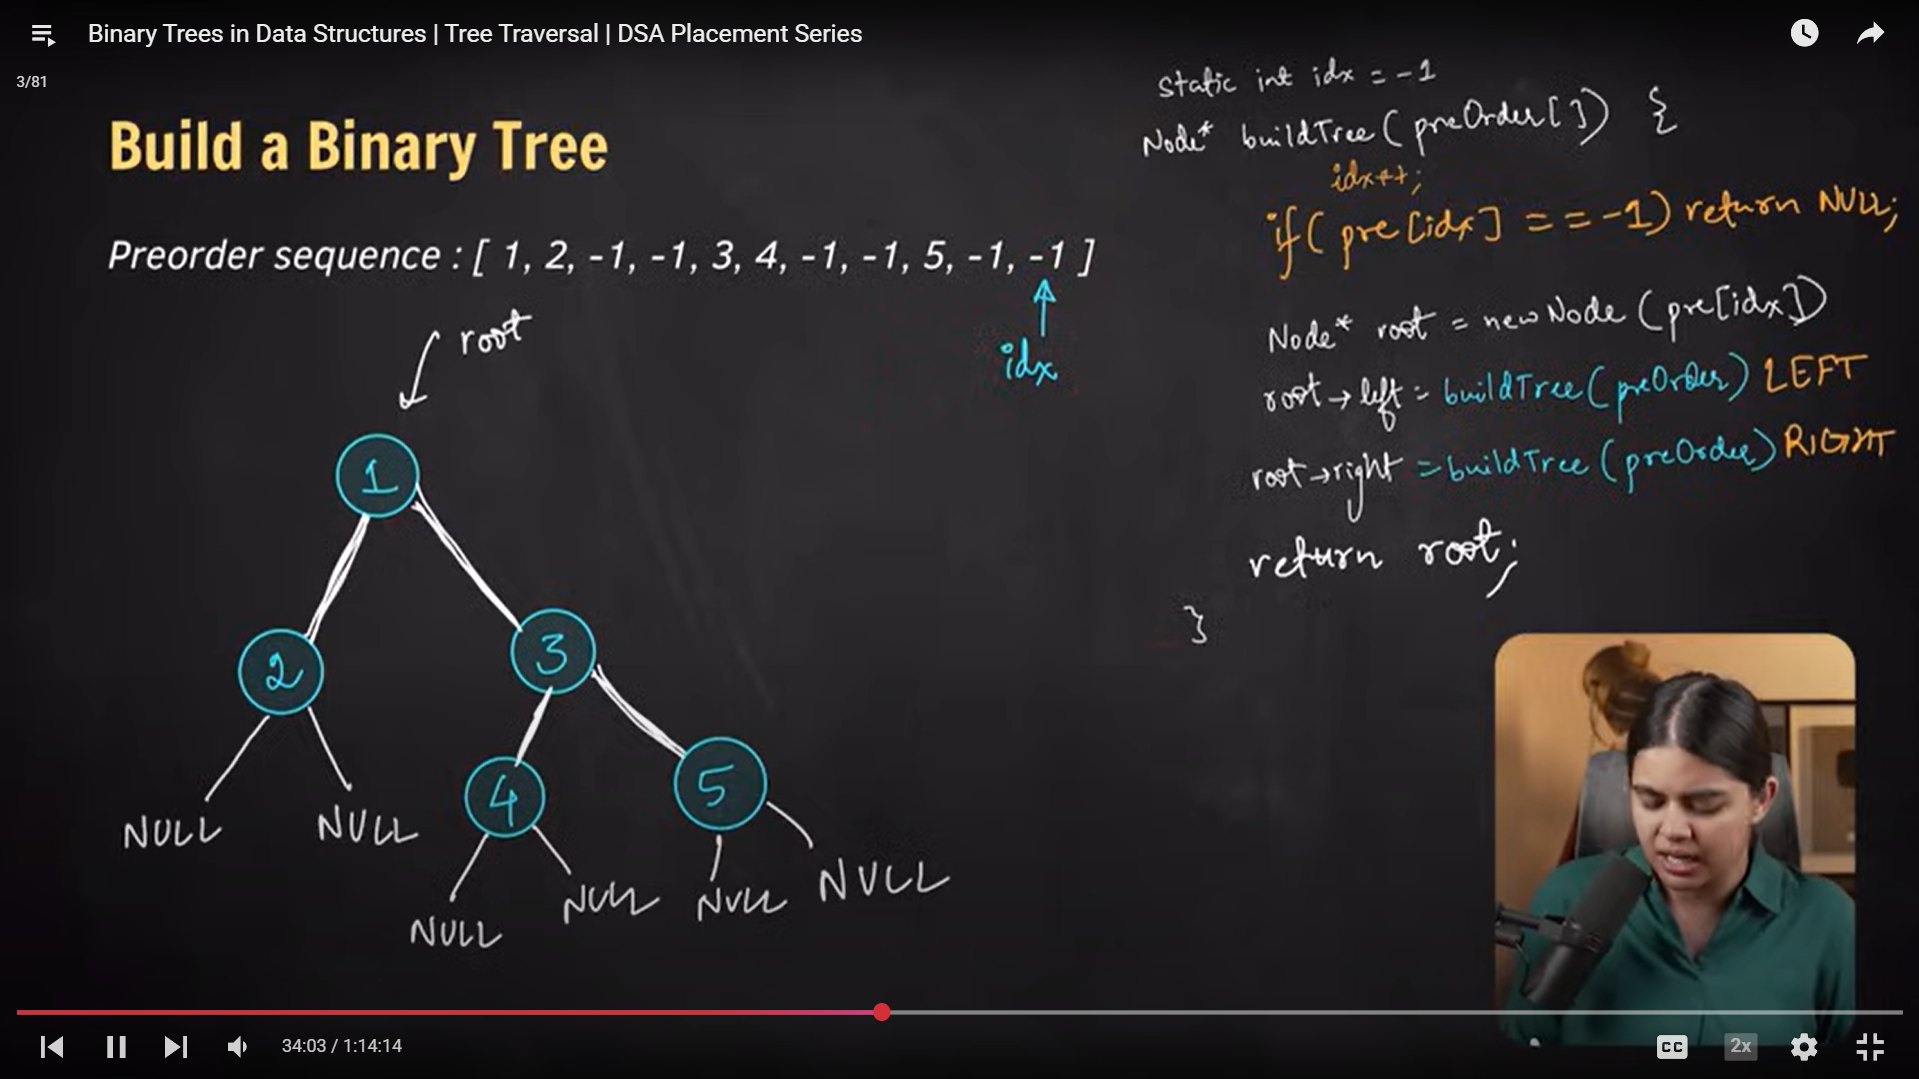 Binary Trees in Data Structures | Tree Traversal | DSA Placement Series
3/81
Build a Binary Tree
Preorder sequence : [ 1, 2, -1, -1, 3, 4, -1, -1, 5, -1, -1 ]
idx
root
1
2
3
4
5
NULL
NULL
NULL
NULL
NULL
NULL
static int idx = -1
Node* buildTree ( preOrder[ ] ) {
idx++;
if ( pre[idx] == -1 ) return NULL;
Node* root = new Node ( pre[idx] )
root → left = buildTree ( preOrder ) LEFT
root → right = buildTree ( preOrder ) RIGHT
return root;
}
34:03 / 1:14:14
CC
2x